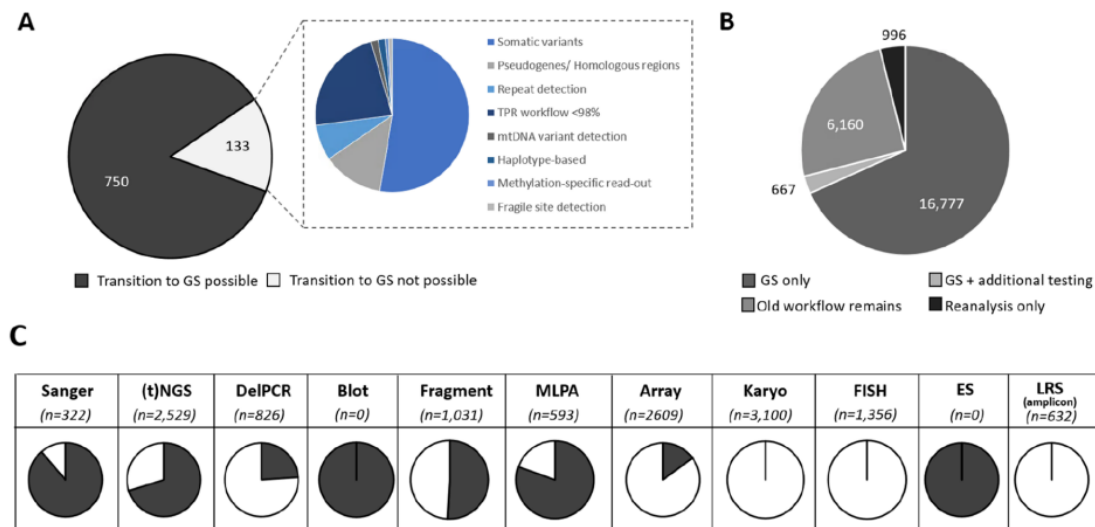 A
750
133
Somatic variants
Pseudogenes/ Homologous regions
Repeat detection
TPR workflow <98%
mtDNA variant detection
Haplotype-based
Methylation-specific read-out
Fragile site detection
Transition to GS possible
Transition to GS not possible
B
996
6,160
667
16,777
GS only
GS + additional testing
Old workflow remains
Reanalysis only
C
Sanger (t)NGS DelPCR Blot Fragment MLPA Array Karyo FISH ES LRS
(amplicon)
(n=322) (n=2,529) (n=826) (n=0) (n=1,031) (n=593) (n=2609) (n=3,100) (n=1,356) (n=0) (n=632)